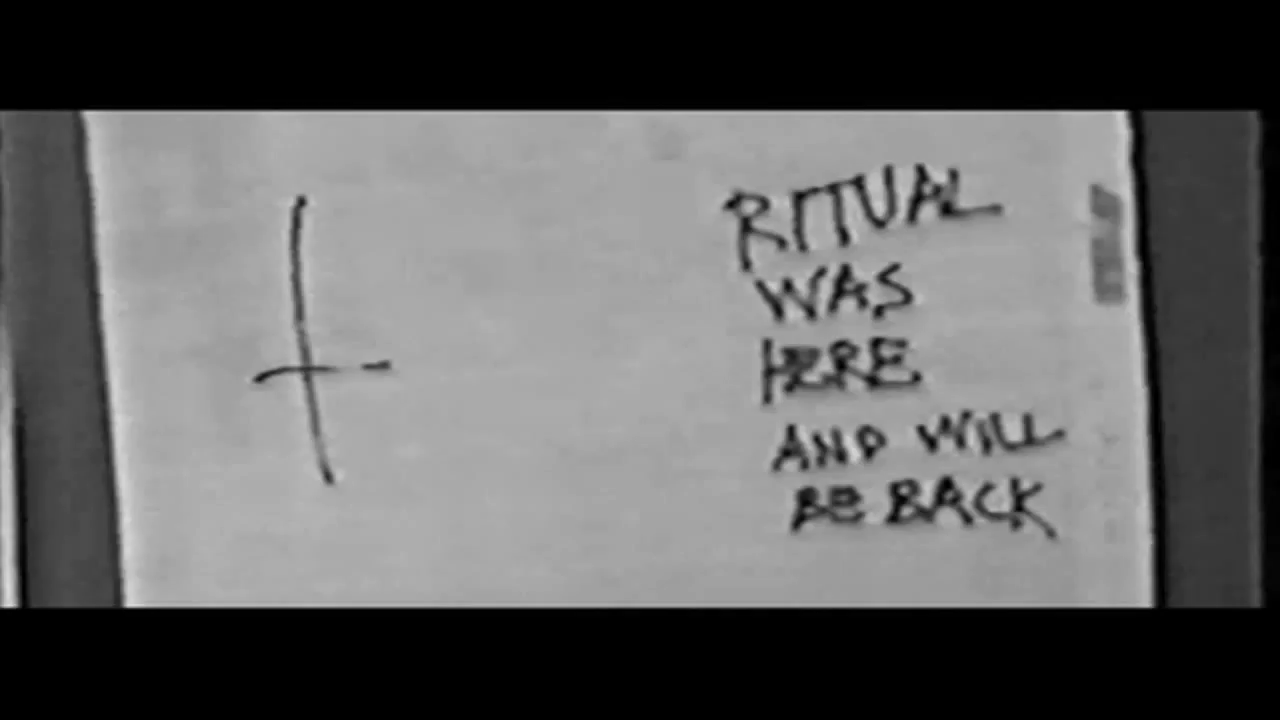 RITUAL
WAS
HERE
AND WILL
BE BACK